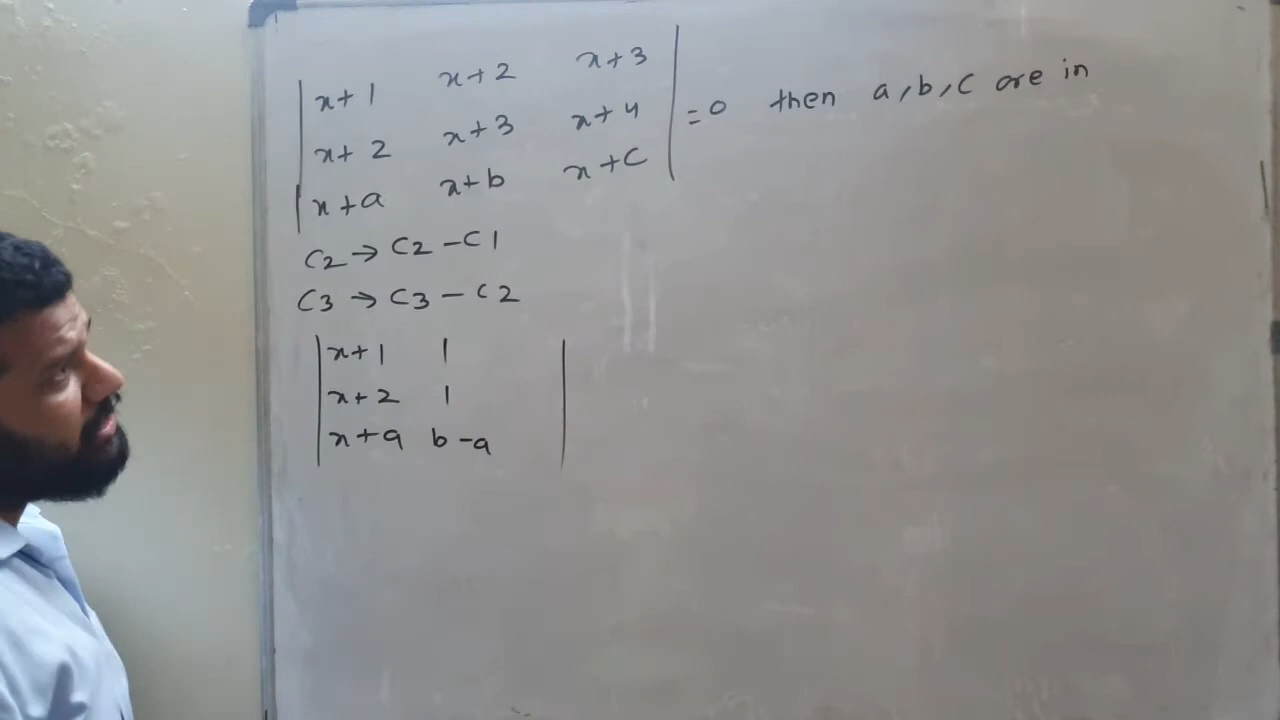 | x+1 x+2 x+3 |
| x+2 x+3 x+4 | =0 then a,b,c are in
| x+a x+b x+c |
C2 → C2 - C1
C3 → C3 - C2
| x+1 1 |
| x+2 1 |
| x+a b-a |